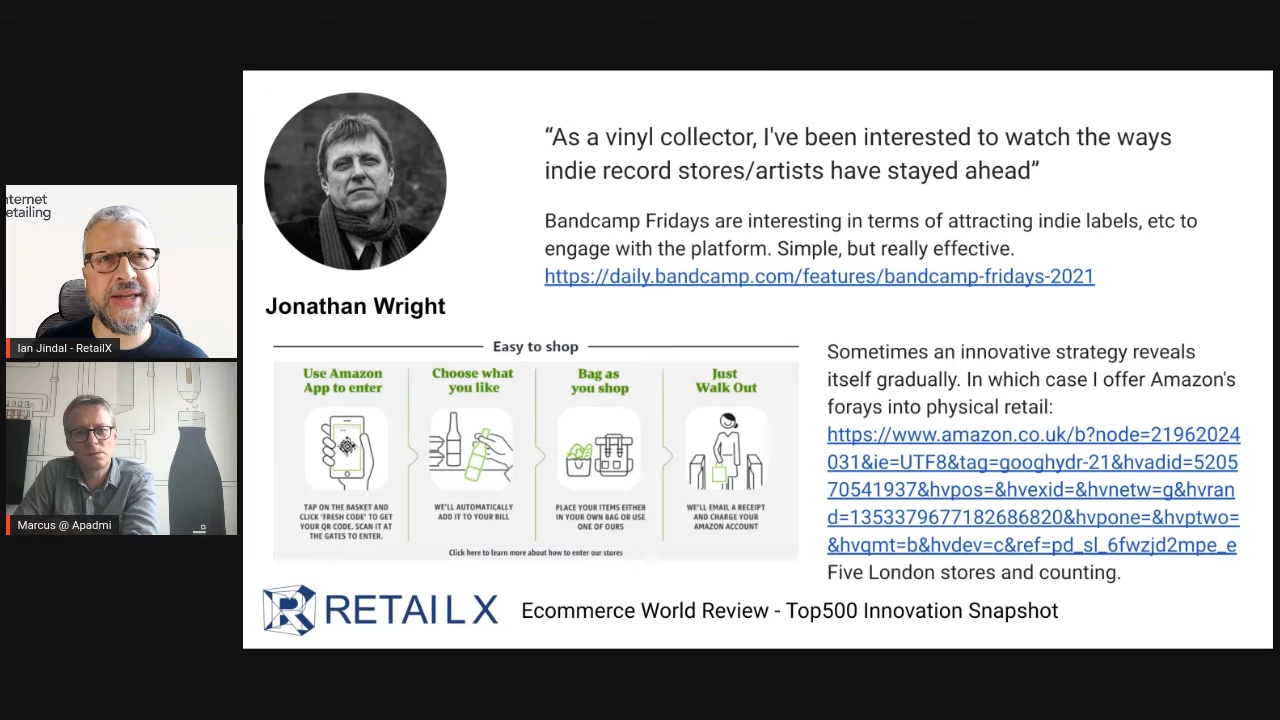 nternet
etailing
Ian Jindal - RetailX
Marcus @ Apadmi
Jonathan Wright
“As a vinyl collector, I've been interested to watch the ways
indie record stores/artists have stayed ahead”
Bandcamp Fridays are interesting in terms of attracting indie labels, etc to
engage with the platform. Simple, but really effective.
https://daily.bandcamp.com/features/bandcamp-fridays-2021
Easy to shop
Use Amazon
App to enter
TAP ON THE BASKET AND
CLICK 'FRESH CODE' TO GET
YOUR QR CODE. SCAN IT AT
THE GATES TO ENTER.
Choose what
you like
WE'LL AUTOMATICALLY
ADD IT TO YOUR BILL
Bag as
you shop
PLACE YOUR ITEMS EITHER
IN YOUR OWN BAG OR USE
ONE OF OURS
Just
Walk Out
WE'LL EMAIL A RECEIPT
AND CHARGE YOUR
AMAZON ACCOUNT
Click here to learn more about how to enter our stores
Sometimes an innovative strategy reveals
itself gradually. In which case I offer Amazon's
forays into physical retail:
https://www.amazon.co.uk/b?node=21962024
031&ie=UTF8&tag=googhydr-21&hvadid=5205
70541937&hvpos=&hvexid=&hvnetw=g&hvran
d=1353379677182686820&hvpone=&hvptwo=
&hvqmt=b&hvdev=c&ref=pd_sl_6fwzjd2mpe_e
Five London stores and counting.
RETAILX
Ecommerce World Review - Top500 Innovation Snapshot